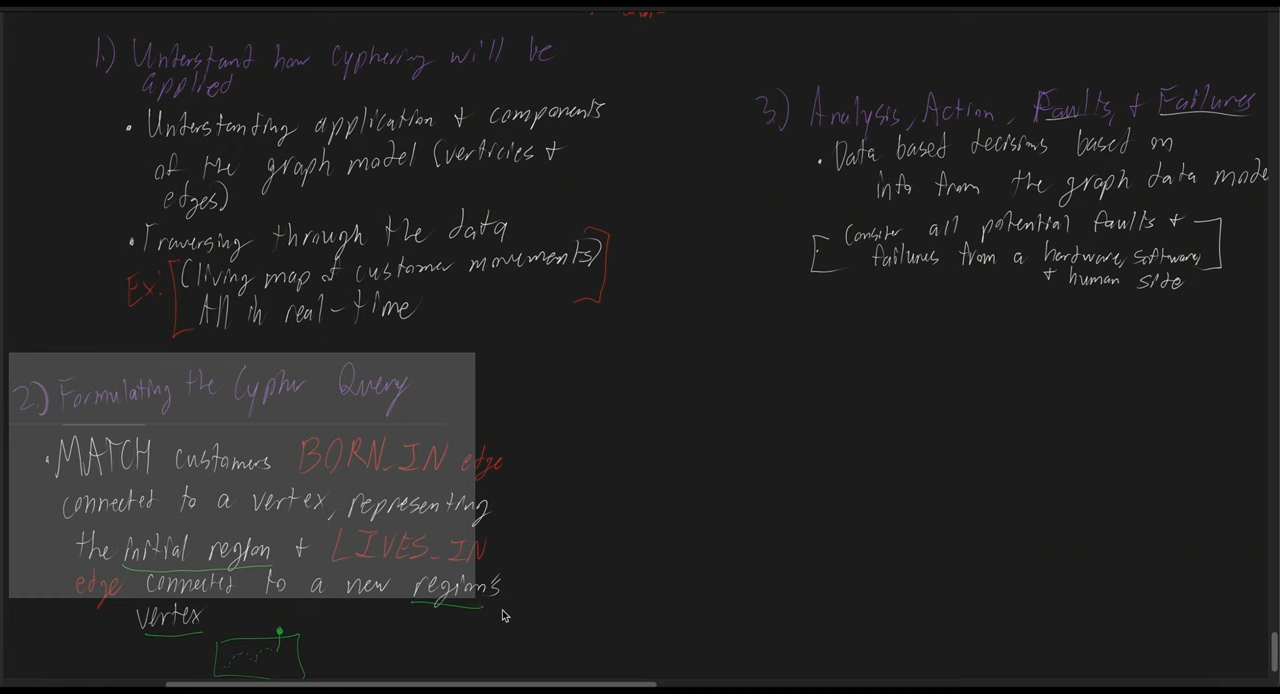 1.) Understand how cyphering will be
applied
• Understanding application + components
of the graph model (verticies +
edges)
• Traversing through the data
Ex: (living map of customer movements)
All in real-time
2.) Formulating the Cypher Query
• MATCH customers BORN_IN edge
connected to a vertex, representing
the initial region + LIVES_IN
edge connected to a new regions
vertex
3.) Analysis, Action, Faults, + Failures
• Data based decisions based on
info from the graph data mode
Consider all potential faults +
failures from a hardware, software,
+ human side